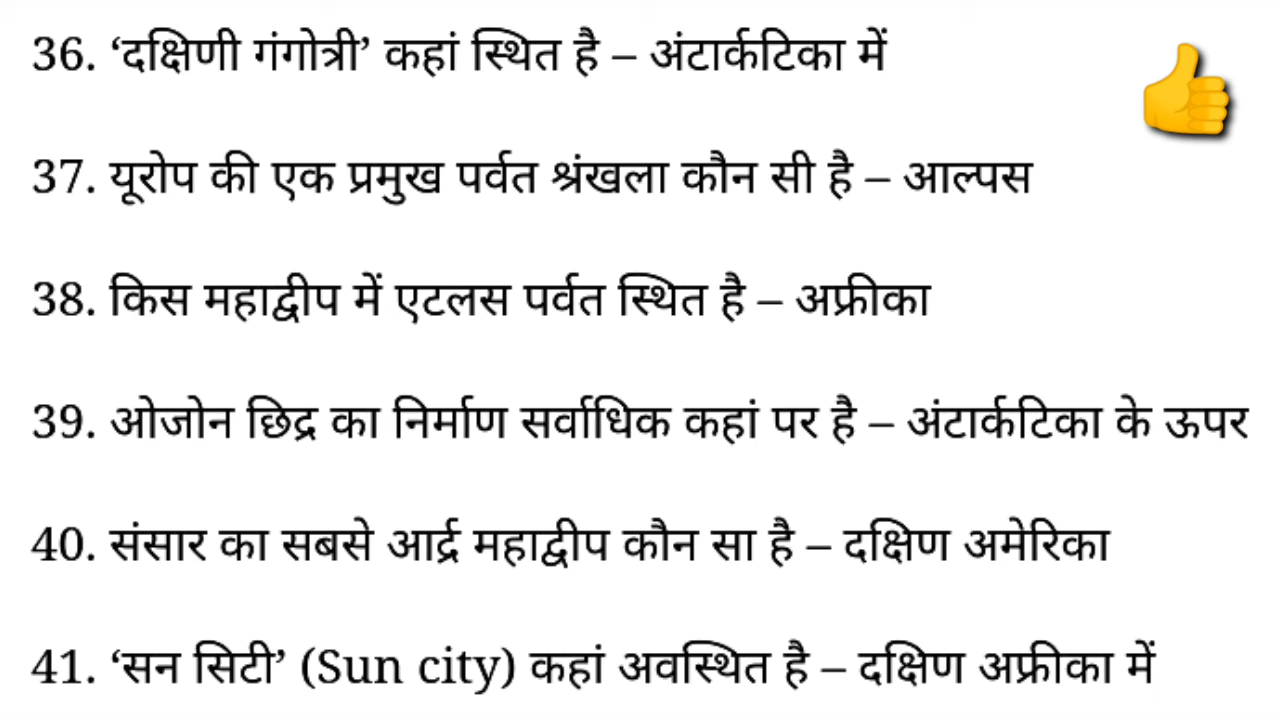 36. ‘दक्षिणी गंगोत्री’ कहां स्थित है – अंटार्कटिका में
37. यूरोप की एक प्रमुख पर्वत श्रंखला कौन सी है – आल्पस
38. किस महाद्वीप में एटलस पर्वत स्थित है – अफ्रीका
39. ओजोन छिद्र का निर्माण सर्वाधिक कहां पर है – अंटार्कटिका के ऊपर
40. संसार का सबसे आर्द्र महाद्वीप कौन सा है – दक्षिण अमेरिका
41. ‘सन सिटी’ (Sun city) कहां अवस्थित है – दक्षिण अफ्रीका में